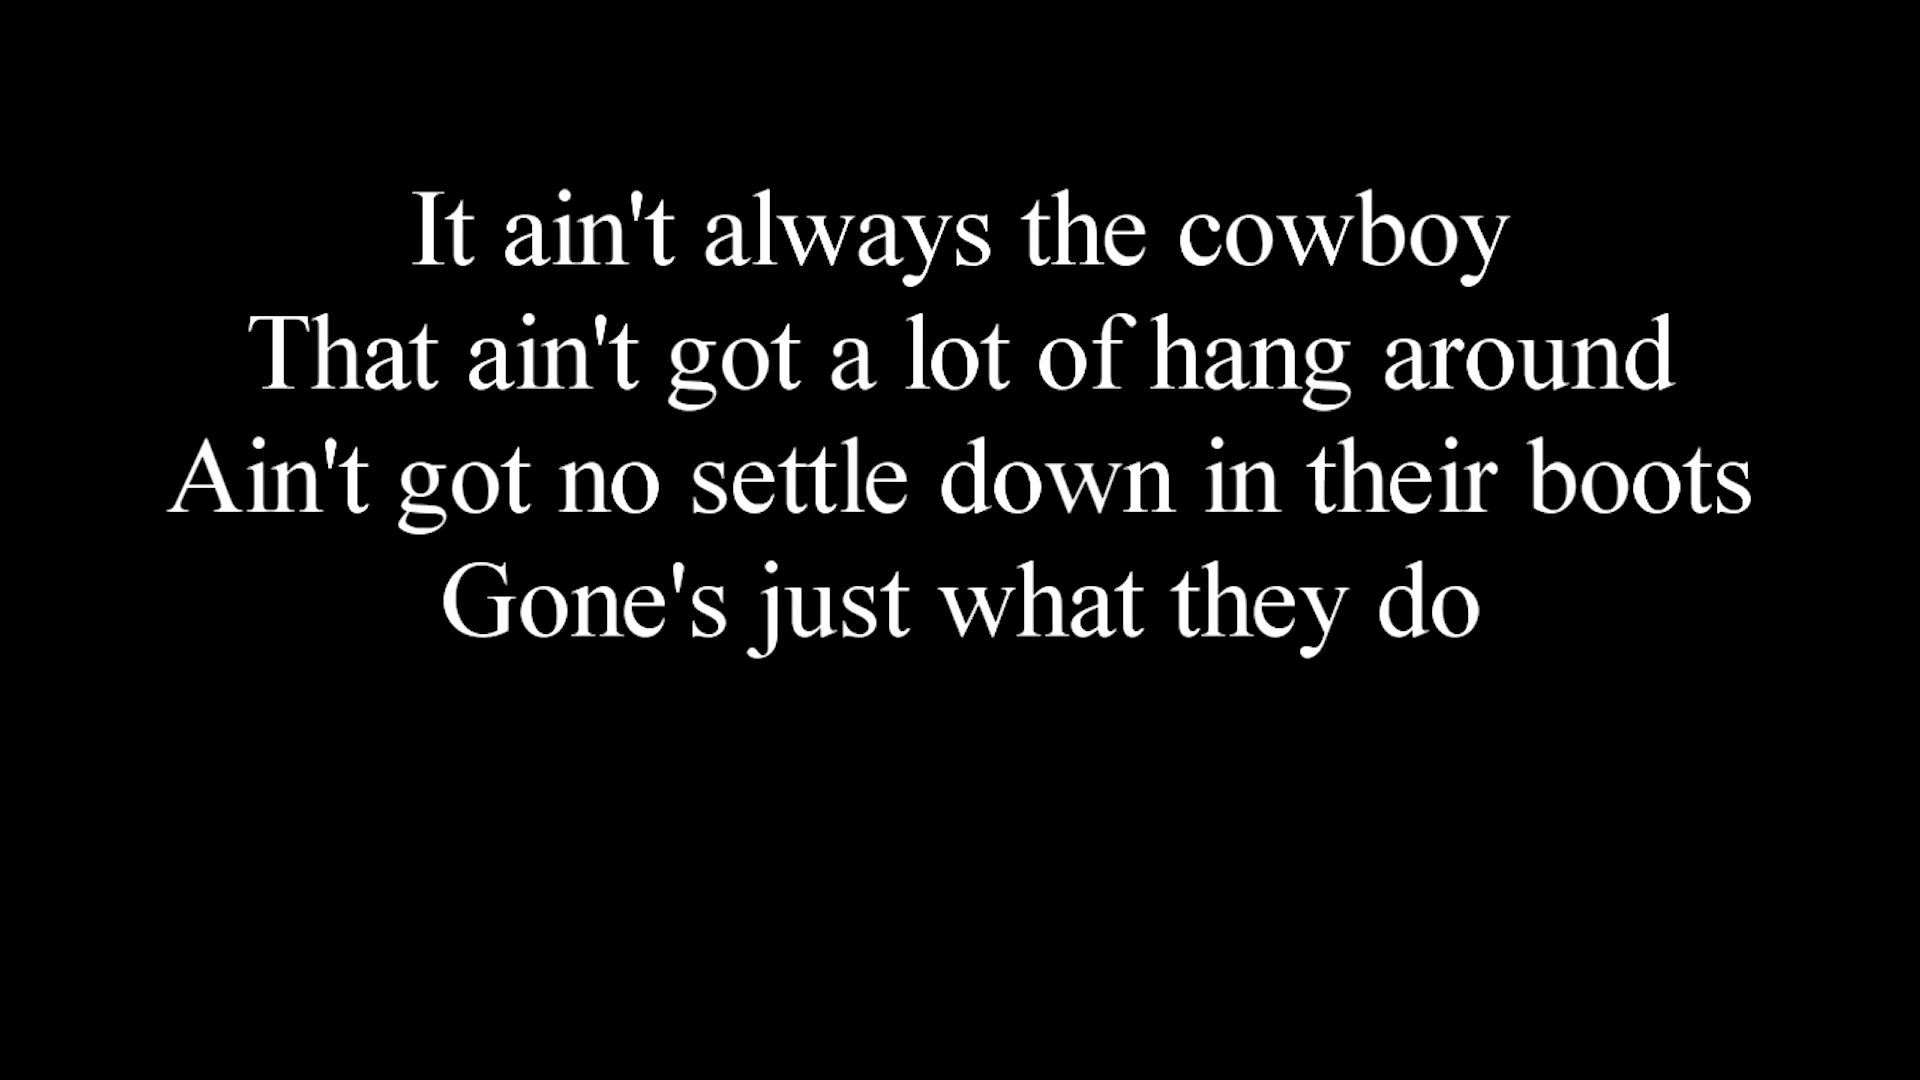 It ain't always the cowboy
That ain't got a lot of hang around
Ain't got no settle down in their boots
Gone's just what they do